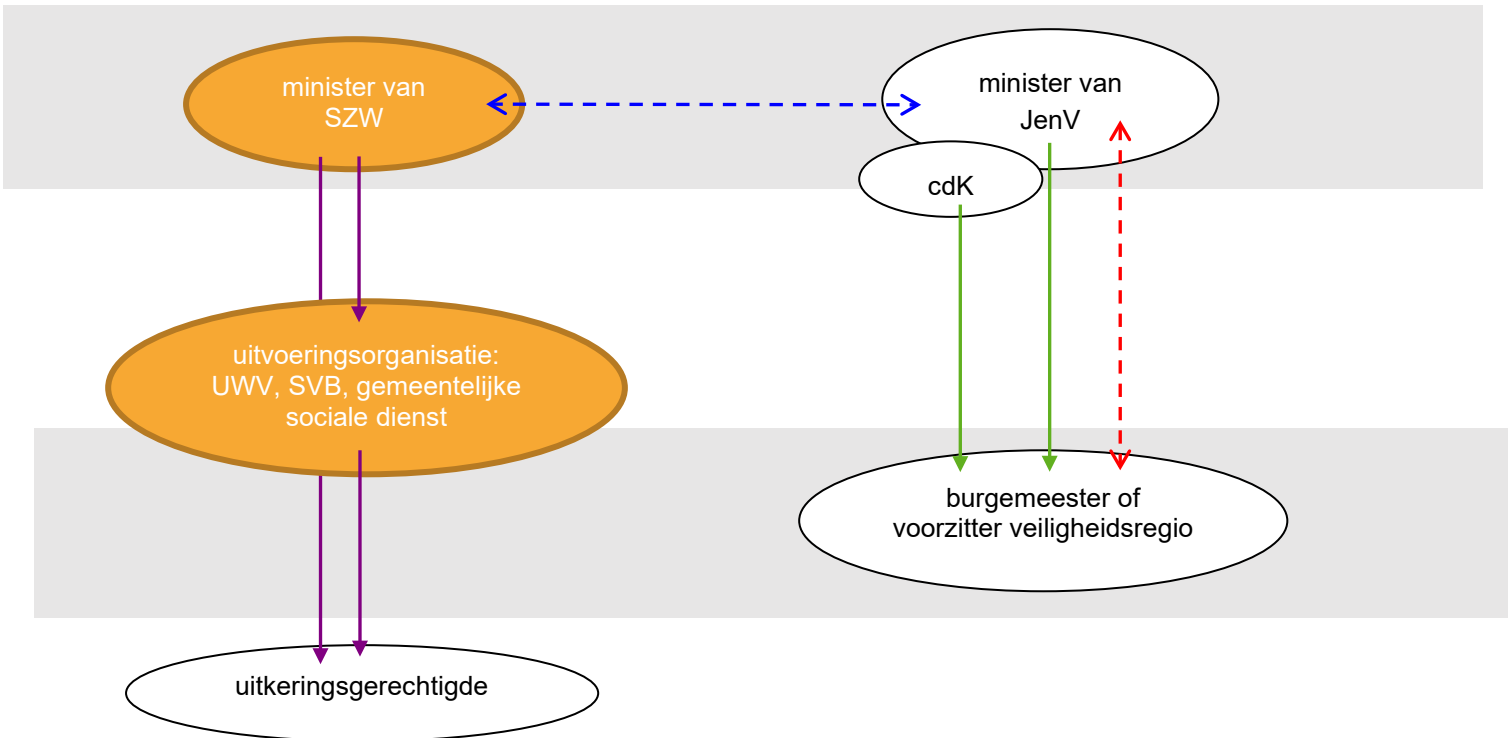 minister van
SZW
minister van
JenV
cdK
uitvoeringsorganisatie:
UWV, SVB, gemeentelijke
sociale dienst
burgemeester of
voorzitter veiligheidsregio
uitkeringsgerechtigde